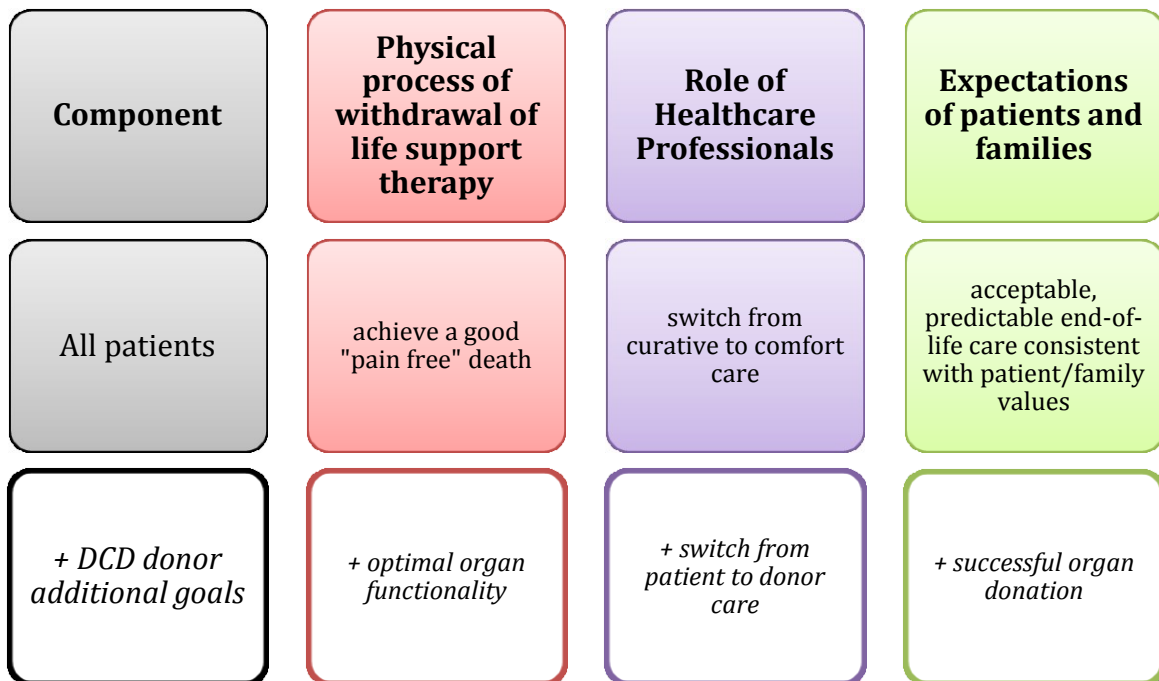 Component
Physical
process of
withdrawal of
life support
therapy
Role of
Healthcare
Professionals
Expectations
of patients and
families
All patients
achieve a good
"pain free" death
switch from
curative to comfort
care
acceptable,
predictable end-of-
life care consistent
with patient/family
values
+ DCD donor
additional goals
+ optimal organ
functionality
+ switch from
patient to donor
care
+ successful organ
donation